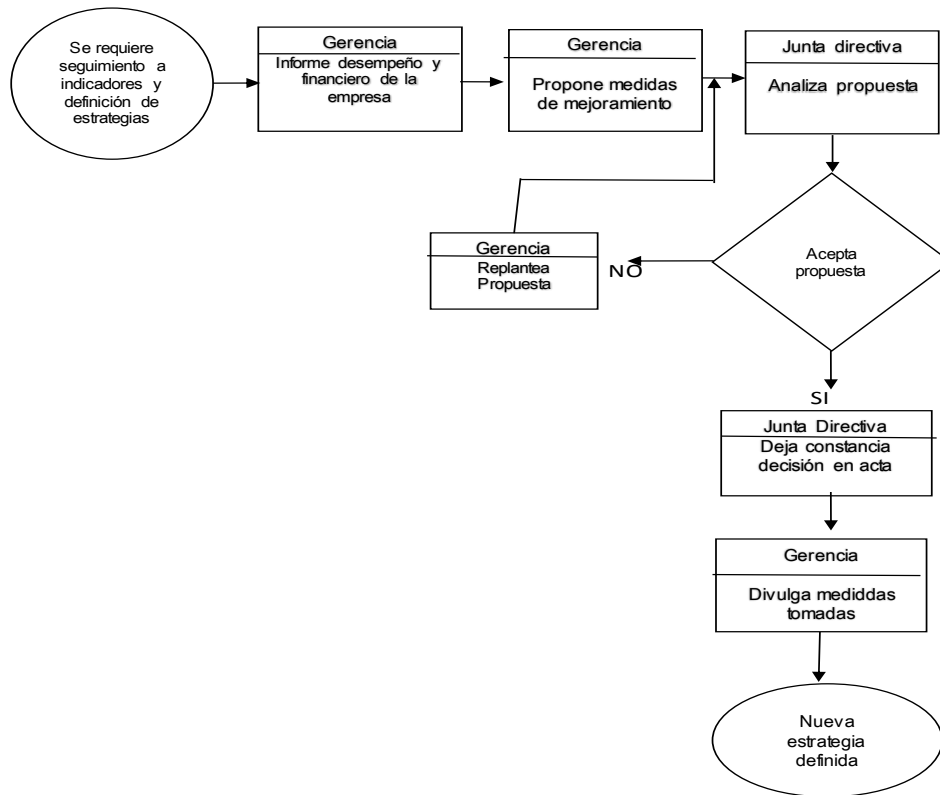 Se requiere
seguimiento a
indicadores y
definición de
estrategias
Gerencia
Informe desempeño y
financiero de la
empresa
Gerencia
Propone medidas
de mejoramiento
Junta directiva
Analiza propuesta
Acepta
propuesta
NO
Gerencia
Replantea
Propuesta
SI
Junta Directiva
Deja constancia
decisión en acta
Gerencia
Divulga mediddas
tomadas
Nueva
estrategia
definida